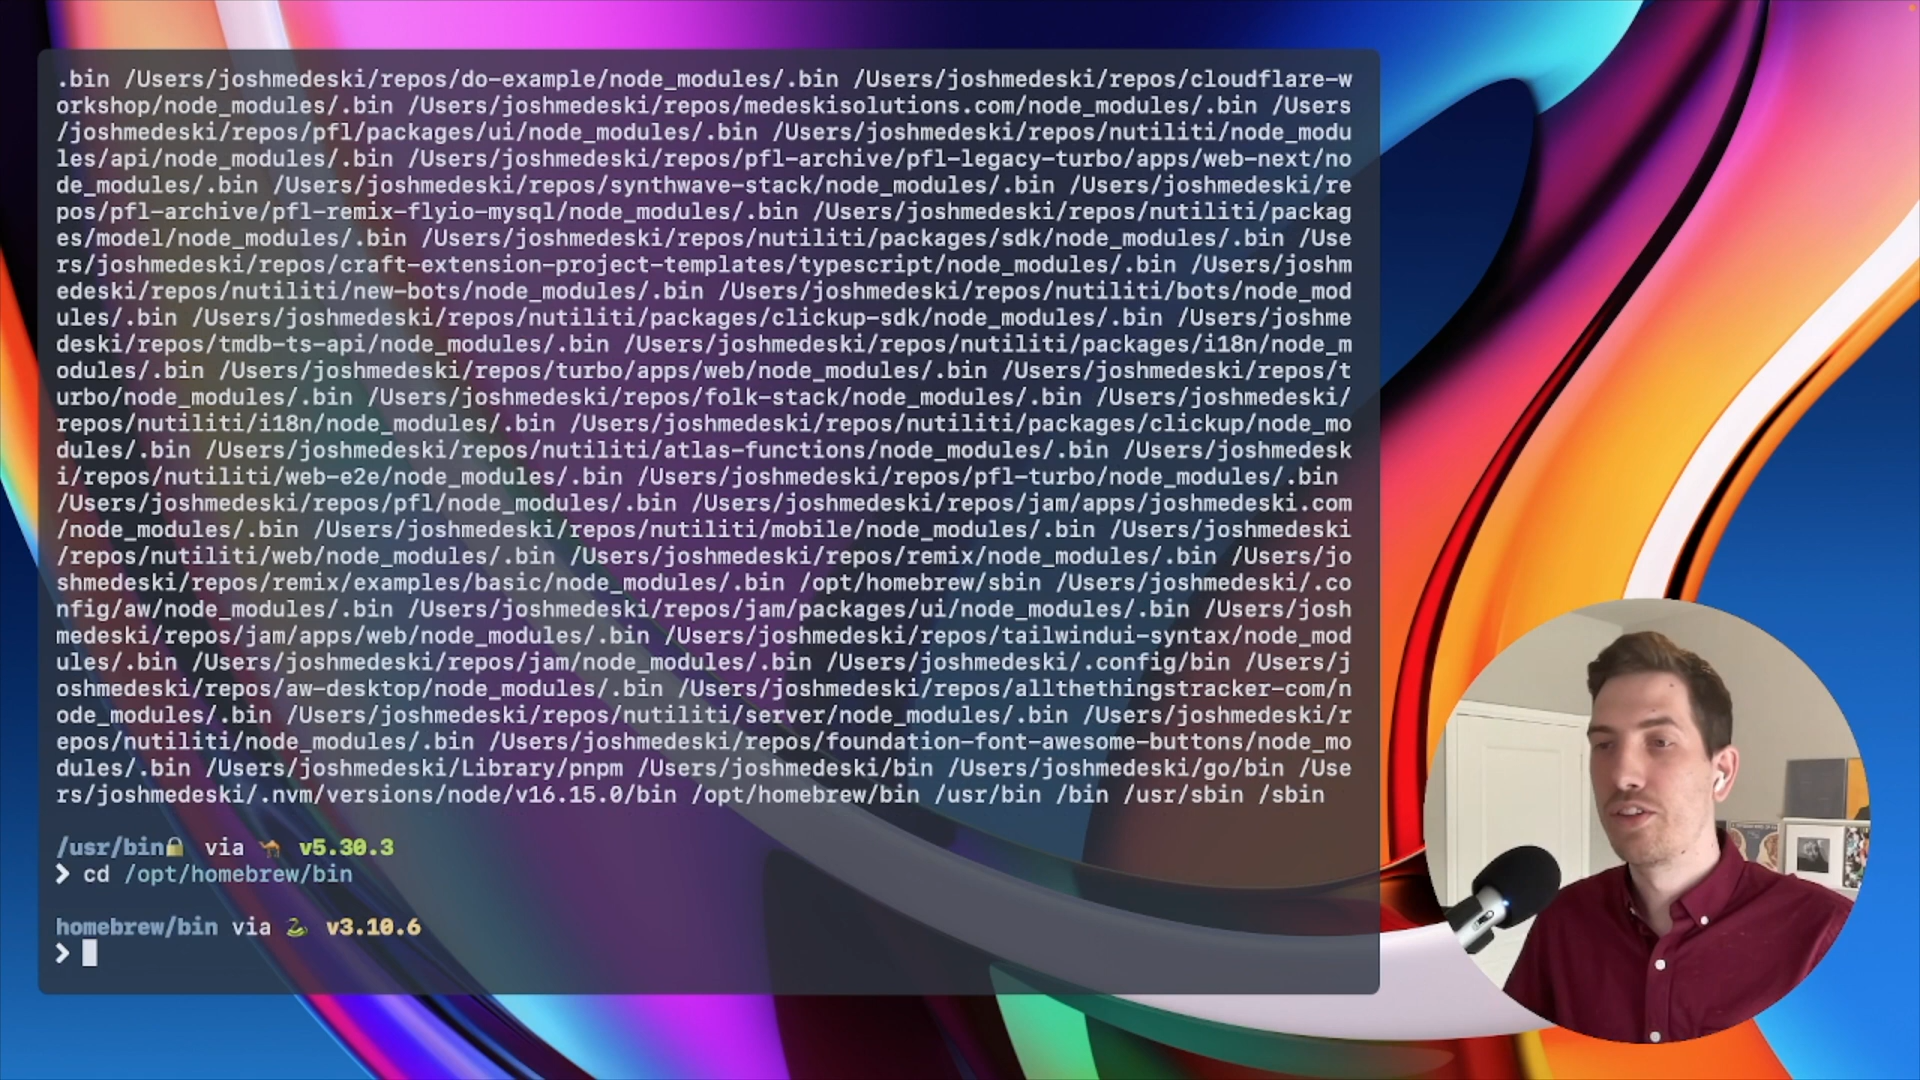 .bin /Users/joshmedeski/repos/do-example/node_modules/.bin /Users/joshmedeski/repos/cloudflare-w
orkshop/node_modules/.bin /Users/joshmedeski/repos/medeskisolutions.com/node_modules/.bin /Users
/joshmedeski/repos/pfl/packages/ui/node_modules/.bin /Users/joshmedeski/repos/nutiliti/node_modu
les/api/node_modules/.bin /Users/joshmedeski/repos/pfl-archive/pfl-legacy-turbo/apps/web-next/no
de_modules/.bin /Users/joshmedeski/repos/synthwave-stack/node_modules/.bin /Users/joshmedeski/re
pos/pfl-archive/pfl-remix-flyio-mysql/node_modules/.bin /Users/joshmedeski/repos/nutiliti/packag
es/model/node_modules/.bin /Users/joshmedeski/repos/nutiliti/packages/sdk/node_modules/.bin /Use
rs/joshmedeski/repos/craft-extension-project-templates/typescript/node_modules/.bin /Users/joshm
edeski/repos/nutiliti/new-bots/node_modules/.bin /Users/joshmedeski/repos/nutiliti/bots/node_mod
ules/.bin /Users/joshmedeski/repos/nutiliti/packages/clickup-sdk/node_modules/.bin /Users/joshme
deski/repos/tmdb-ts-api/node_modules/.bin /Users/joshmedeski/repos/nutiliti/packages/i18n/node_m
odules/.bin /Users/joshmedeski/repos/turbo/apps/web/node_modules/.bin /Users/joshmedeski/repos/t
urbo/node_modules/.bin /Users/joshmedeski/repos/folk-stack/node_modules/.bin /Users/joshmedeski/
repos/nutiliti/i18n/node_modules/.bin /Users/joshmedeski/repos/nutiliti/packages/clickup/node_mo
dules/.bin /Users/joshmedeski/repos/nutiliti/atlas-functions/node_modules/.bin /Users/joshmedesk
i/repos/nutiliti/web-e2e/node_modules/.bin /Users/joshmedeski/repos/pfl-turbo/node_modules/.bin
/Users/joshmedeski/repos/pfl/node_modules/.bin /Users/joshmedeski/repos/jam/apps/joshmedeski.com
/node_modules/.bin /Users/joshmedeski/repos/nutiliti/mobile/node_modules/.bin /Users/joshmedeski
/repos/nutiliti/web/node_modules/.bin /Users/joshmedeski/repos/remix/node_modules/.bin /Users/jo
shmedeski/repos/remix/examples/basic/node_modules/.bin /opt/homebrew/sbin /Users/joshmedeski/.co
nfig/aw/node_modules/.bin /Users/joshmedeski/repos/jam/packages/ui/node_modules/.bin /Users/josh
medeski/repos/jam/apps/web/node_modules/.bin /Users/joshmedeski/repos/tailwindui-syntax/node_mod
ules/.bin /Users/joshmedeski/repos/jam/node_modules/.bin /Users/joshmedeski/.config/bin /Users/j
oshmedeski/repos/aw-desktop/node_modules/.bin /Users/joshmedeski/repos/allthethingstracker-com/n
ode_modules/.bin /Users/joshmedeski/repos/nutiliti/server/node_modules/.bin /Users/joshmedeski/r
epos/nutiliti/node_modules/.bin /Users/joshmedeski/repos/foundation-font-awesome-buttons/node_mo
dules/.bin /Users/joshmedeski/Library/pnpm /Users/joshmedeski/bin /Users/joshmedeski/go/bin /Use
rs/joshmedeski/.nvm/versions/node/v16.15.0/bin /opt/homebrew/bin /usr/bin /bin /usr/sbin /sbin
/usr/bin🔒 via 🐪 v5.30.3
❯ cd /opt/homebrew/bin
homebrew/bin via 🐍 v3.10.6
❯